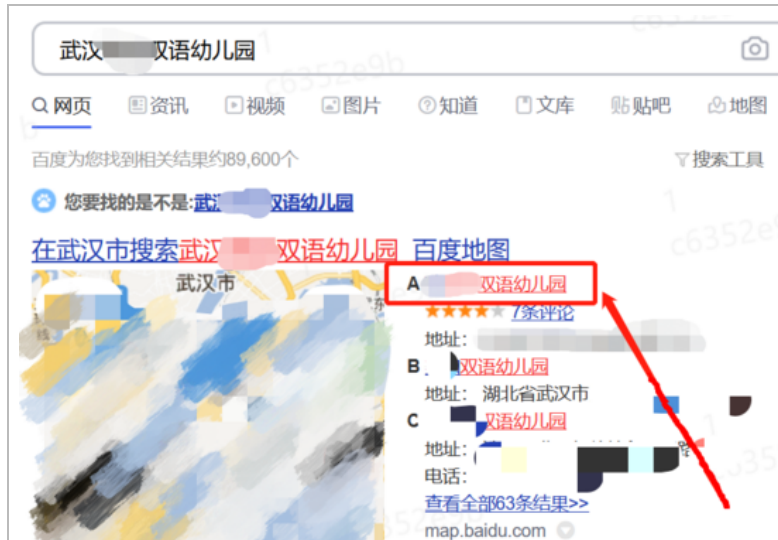 武汉 双语幼儿园
网页 资讯 视频 图片 知道 文库 贴吧 地图
百度为您找到相关结果约89,600个 搜索工具
您要找的是不是:武汉 双语幼儿园
在武汉市搜索武汉 双语幼儿园 百度地图
武汉市
A 双语幼儿园
7条评论
地址:
B. 双语幼儿园
地址: 湖北省武汉市
C 双语幼儿园
地址:
电话:
查看全部63条结果>>
map.baidu.com